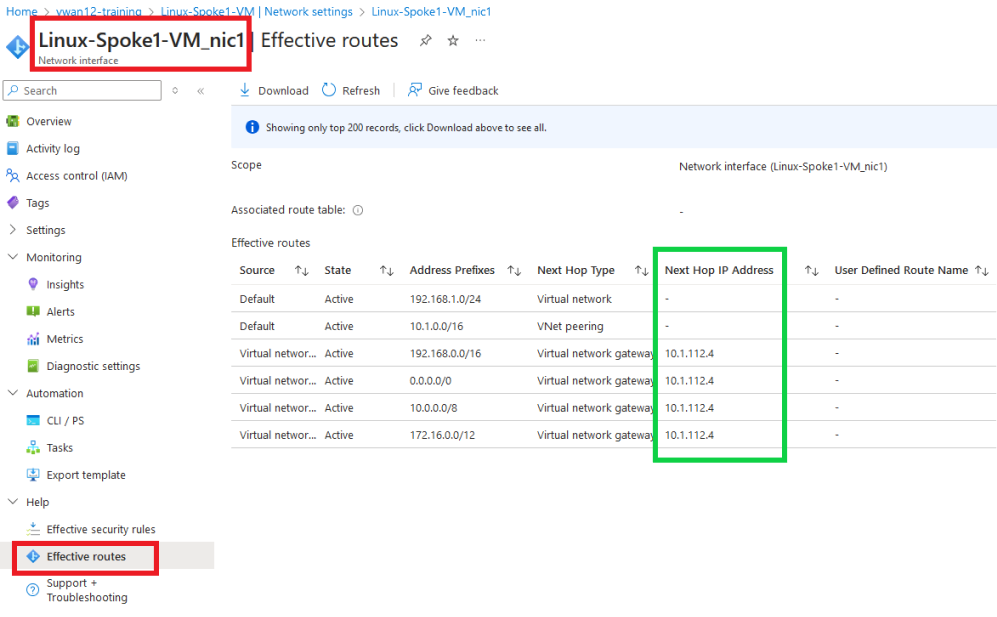 Home > vwan12-training > Linux-Spoke1-VM | Network settings > Linux-Spoke1-VM_nic1
Linux-Spoke1-VM_nic1 | Effective routes
Network interface
Search
Download Refresh Give feedback
Showing only top 200 records, click Download above to see all.
Overview
Activity log
Access control (IAM)
Tags
Settings
Monitoring
Insights
Alerts
Metrics
Diagnostic settings
Automation
CLI / PS
Tasks
Export template
Help
Effective security rules
Effective routes
Support +
Troubleshooting
Scope Network interface (Linux-Spoke1-VM_nic1)
Associated route table: -
Effective routes
Source State Address Prefixes Next Hop Type Next Hop IP Address User Defined Route Name
Default Active 192.168.1.0/24 Virtual network - -
Default Active 10.1.0.0/16 VNet peering - -
Virtual networ... Active 192.168.0.0/16 Virtual network gateway 10.1.112.4 -
Virtual networ... Active 0.0.0.0/0 Virtual network gateway 10.1.112.4 -
Virtual networ... Active 10.0.0.0/8 Virtual network gateway 10.1.112.4 -
Virtual networ... Active 172.16.0.0/12 Virtual network gateway 10.1.112.4 -